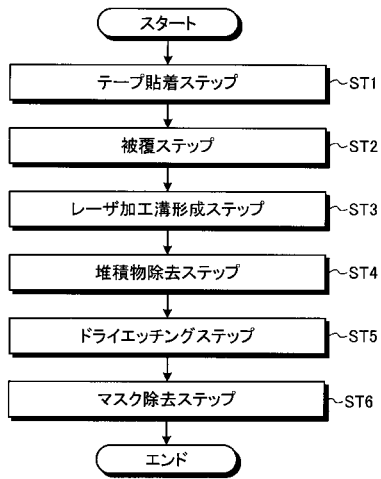 スタート
テープ貼着ステップ ST1
被覆ステップ ST2
レーザ加工溝形成ステップ ST3
堆積物除去ステップ ST4
ドライエッチングステップ ST5
マスク除去ステップ ST6
エンド